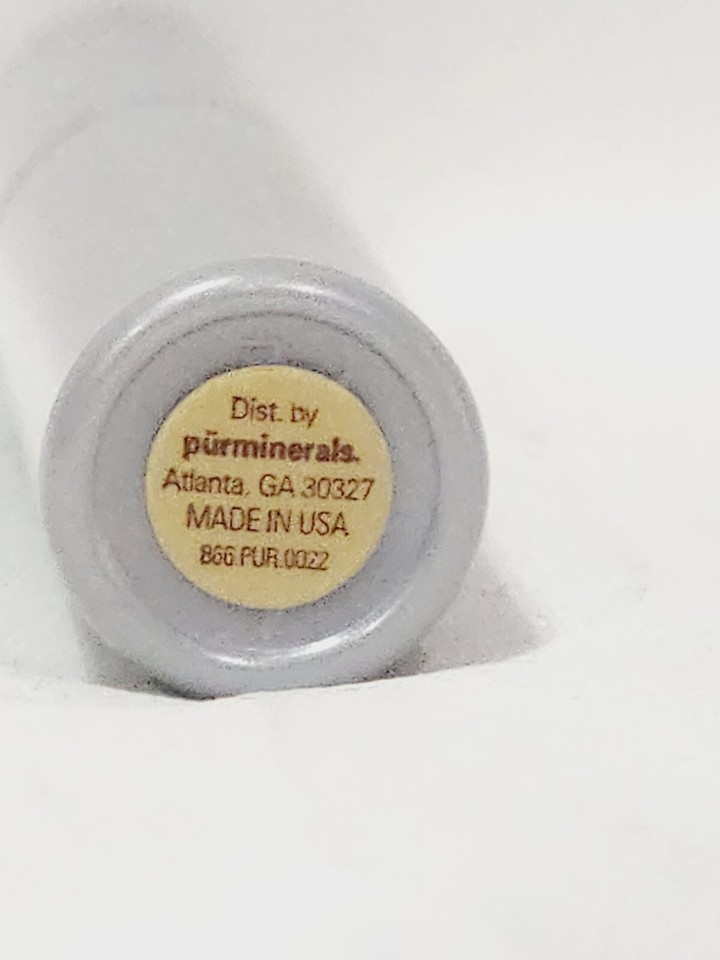 Dist. by
pürminerals.
Atlanta, GA 30327
MADE IN USA
866.PUR.0022